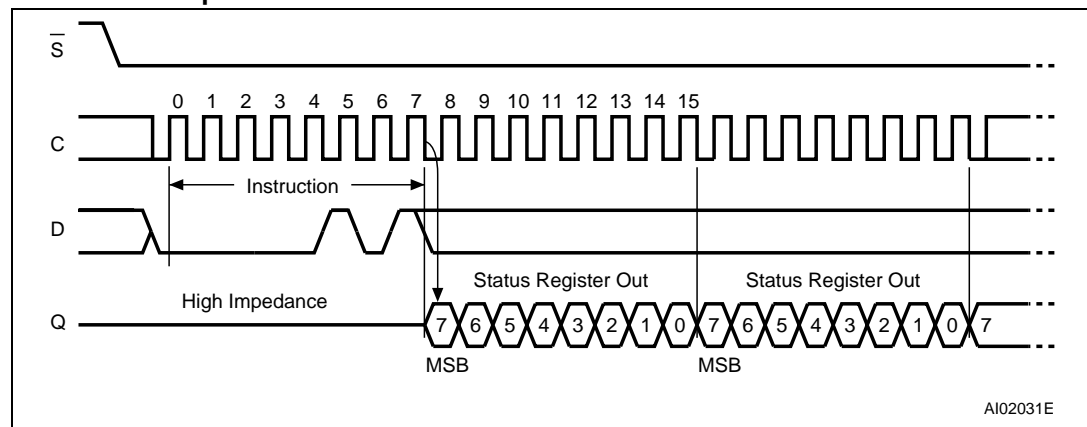 S
0 1 2 3 4 5 6 7 8 9 10 11 12 13 14 15
C
Instruction
D
Status Register Out Status Register Out
High Impedance
Q 7 6 5 4 3 2 1 0 7 6 5 4 3 2 1 0 7
MSB MSB
AI02031E